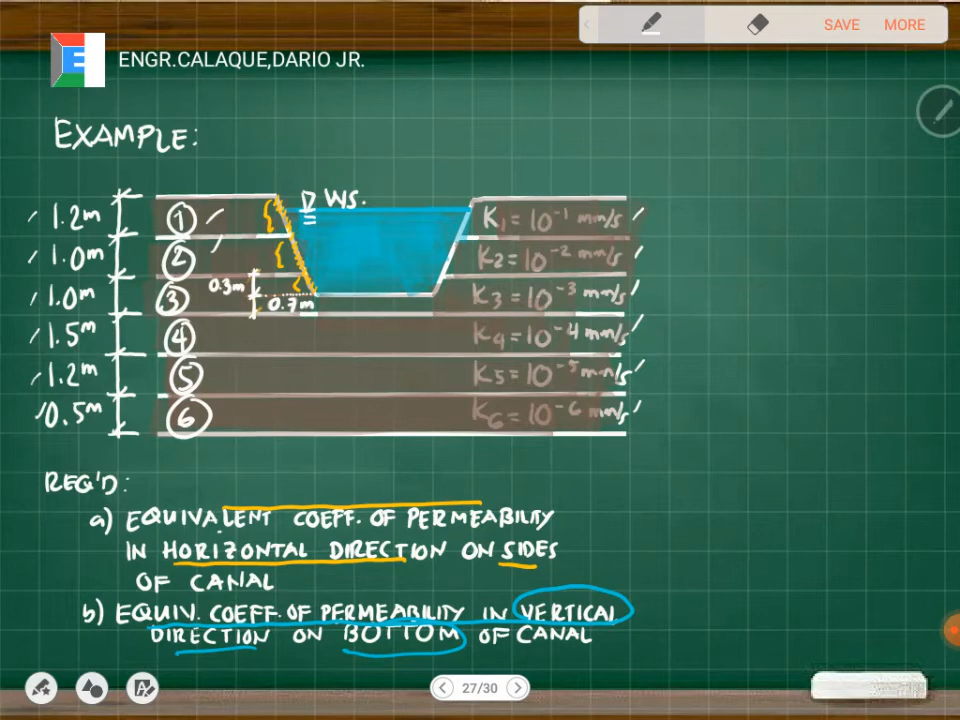 SAVE MORE
E ENGR.CALAQUE,DARIO JR.
EXAMPLE:
WS.
1.2m 1 K1 = 10-1 mm/s
1.0m 2 K2 = 10-2 mm/s
0.3m
1.0m 3 0.7m K3 = 10-3 mm/s
1.5m 4 K4 = 10-4 mm/s
1.2m 5 K5 = 10-5 mm/s
0.5m 6 K6 = 10-6 mm/s
REQ'D:
a) EQUIVALENT COEFF. OF PERMEABILITY
IN HORIZONTAL DIRECTION ON SIDES
OF CANAL
b) EQUIV. COEFF. OF PERMEABILITY IN VERTICAL
DIRECTION ON BOTTOM OF CANAL
27/30